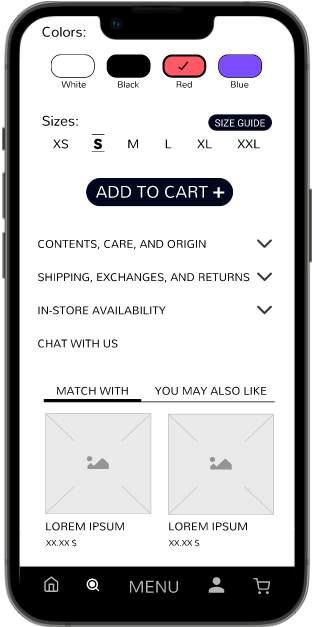 Colors:
White Black Red Blue
Sizes: SIZE GUIDE
XS S M L XL XXL
ADD TO CART +
CONTENTS, CARE, AND ORIGIN
SHIPPING, EXCHANGES, AND RETURNS
IN-STORE AVAILABILITY
CHAT WITH US
MATCH WITH YOU MAY ALSO LIKE
LOREM IPSUM LOREM IPSUM
XX.XX $ XX.XX $
MENU